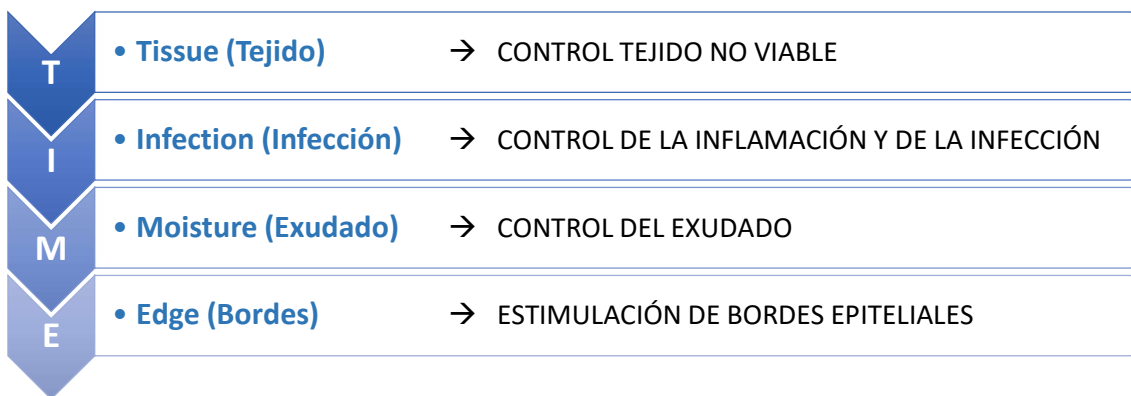 T • Tissue (Tejido) → CONTROL TEJIDO NO VIABLE
I • Infection (Infección) → CONTROL DE LA INFLAMACIÓN Y DE LA INFECCIÓN
M • Moisture (Exudado) → CONTROL DEL EXUDADO
E • Edge (Bordes) → ESTIMULACIÓN DE BORDES EPITELIALES